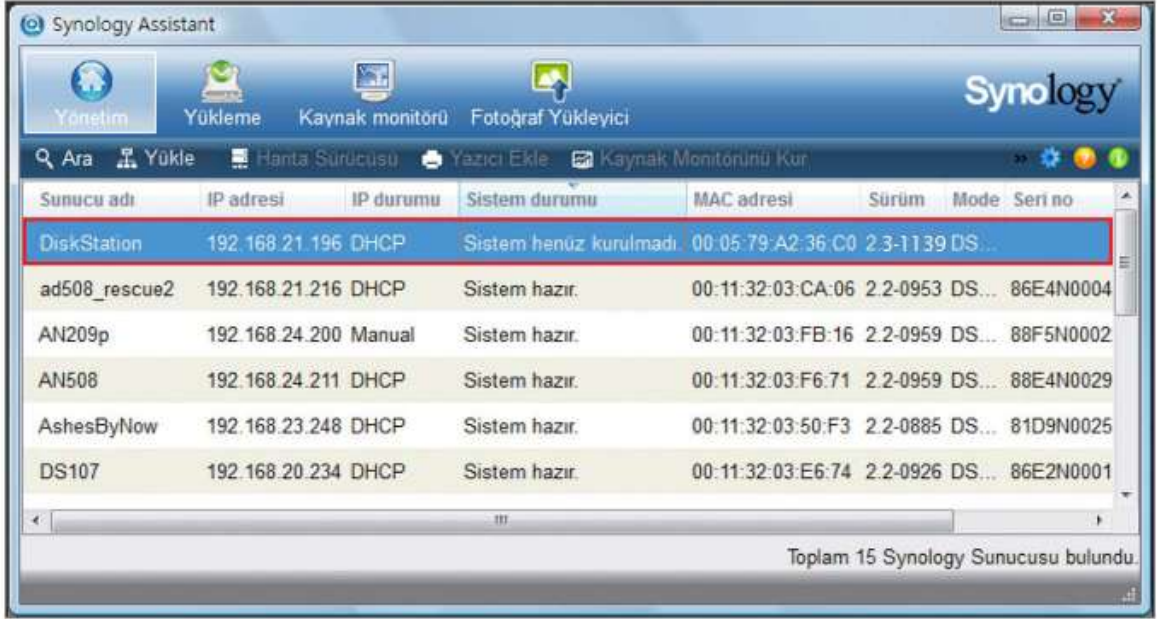 Synology Assistant
Synology
Yönetim Yükleme Kaynak monitörü Fotoğraf Yükleyici
Ara Yükle Harita Sürücüsü Yazıcı Ekle Kaynak Monitörünü Kur »
Sunucu adı IP adresi IP durumu Sistem durumu MAC adresi Sürüm Mode Seri no
DiskStation 192.168.21.196 DHCP Sistem henüz kurulmadı. 00:05:79:A2:36:C0 2.3-1139 DS...
ad508_rescue2 192.168.21.216 DHCP Sistem hazır. 00:11:32:03:CA:06 2.2-0953 DS... 86E4N0004
AN209p 192.168.24.200 Manual Sistem hazır. 00:11:32:03:FB:16 2.2-0959 DS... 88F5N0002
AN508 192.168.24.211 DHCP Sistem hazır. 00:11:32:03:F6:71 2.2-0959 DS... 88E4N0029
AshesByNow 192.168.23.248 DHCP Sistem hazır. 00:11:32:03:50:F3 2.2-0885 DS... 81D9N0025
DS107 192.168.20.234 DHCP Sistem hazır. 00:11:32:03:E6:74 2.2-0926 DS... 86E2N0001
Toplam 15 Synology Sunucusu bulundu.